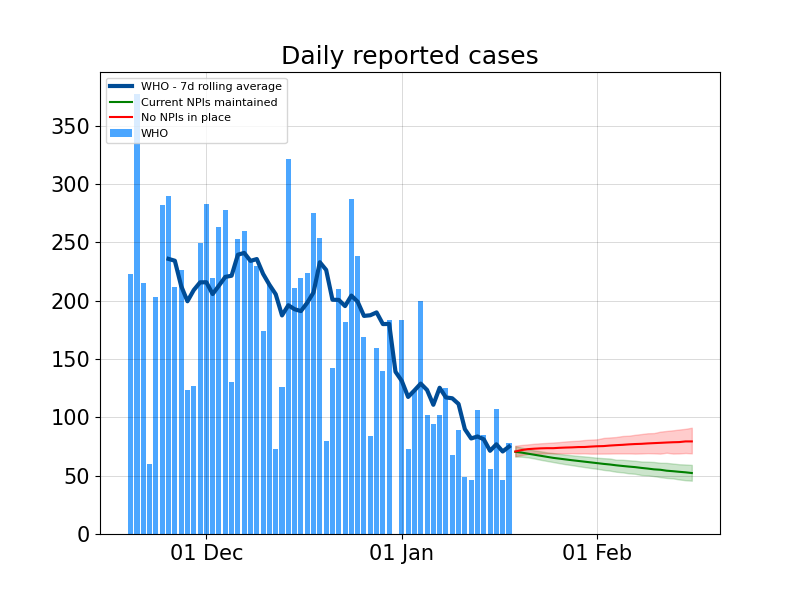 Daily reported cases
WHO - 7d rolling average
Current NPIs maintained
No NPIs in place
WHO
350
300
250
200
150
100
50
0
01 Dec
01 Jan
01 Feb